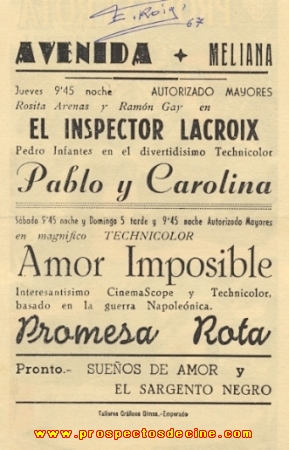 E. Roig
67
AVENIDA + MELIANA
Jueves 9'45 noche AUTORIZADO MAYORES
Rosita Arenas y Ramón Gay en
EL INSPECTOR LACROIX
Pedro Infantes en el divertidisimo Technicolor
Pablo y Carolina
Sábado 9'45 noche y Domingo 5 tarde y 9'45 noche Autorizado Mayores
en magnífico TECHNICOLOR
Amor Imposible
Interesantísimo CinemaScope y Technicolor,
basado en la guerra Napoleónica.
Promesa Rota
Pronto.- SUEÑOS DE AMOR y
EL SARGENTO NEGRO
Talleres Gráficos
www.prospectosdecine.com